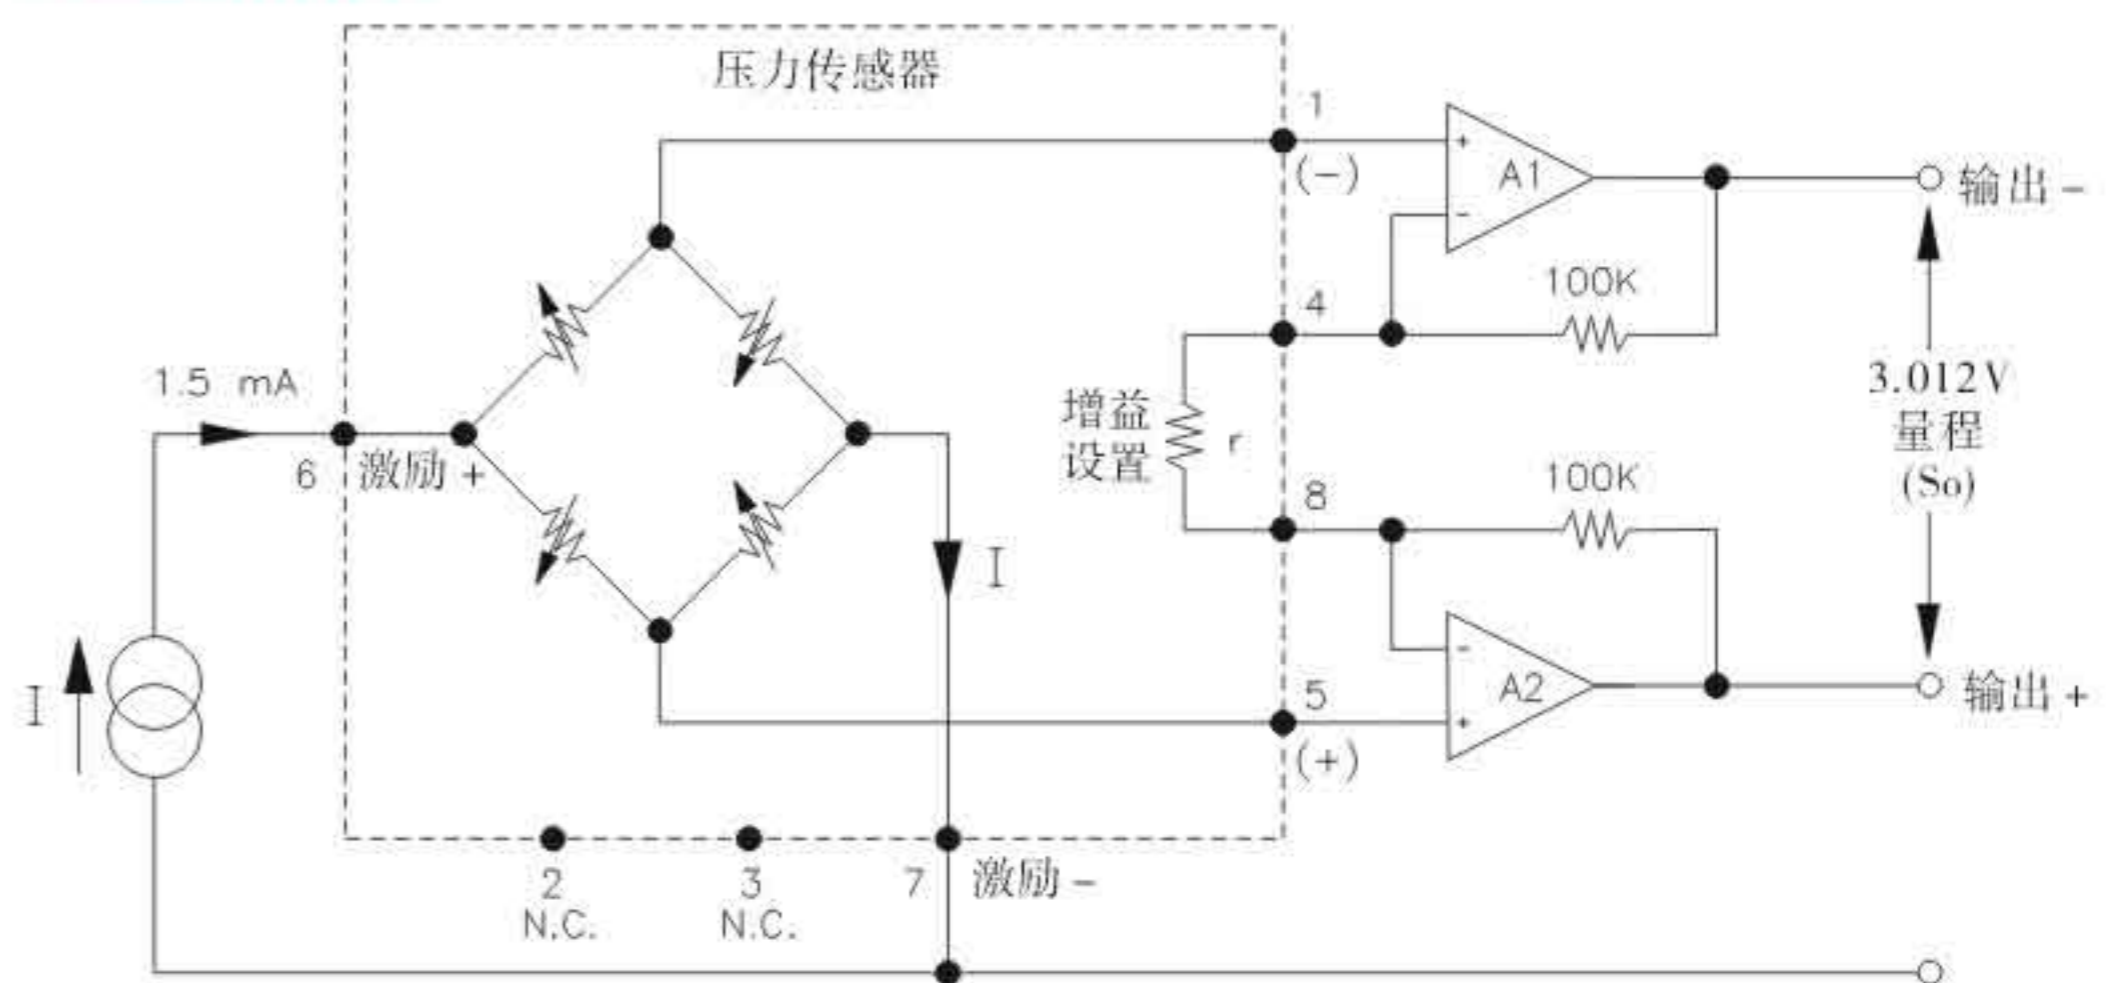 压力传感器
1
(-)
+
A1
-
输出 -
100K
4
1.5 mA
3.012V
量程
(So)
增益
设置
r
6
激励 +
8
100K
I
-
A2
+
5
(+)
输出 +
I
2
N.C.
3
N.C.
7
激励 -